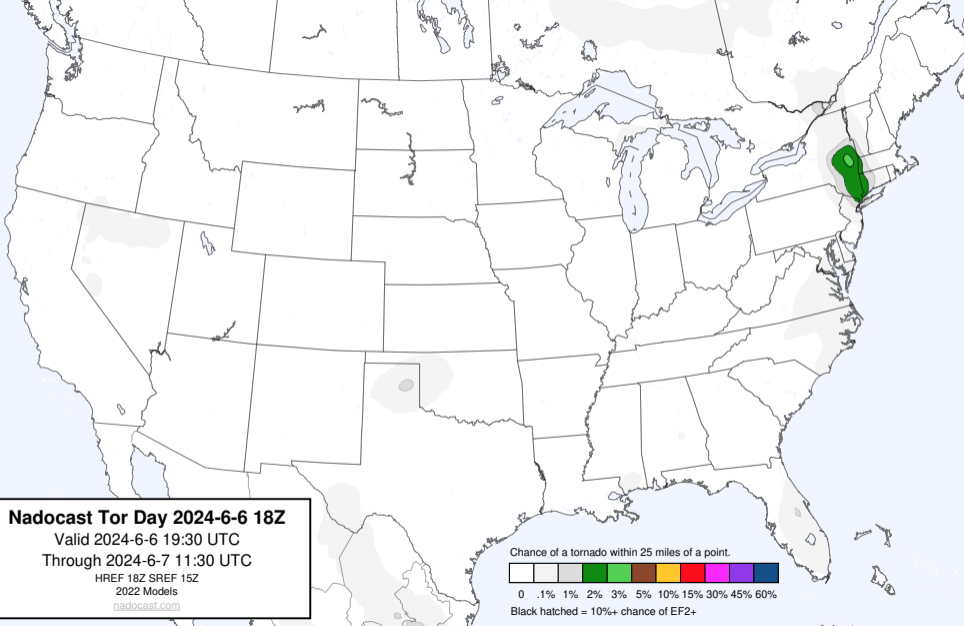 Nadocast Tor Day 2024-6-6 18Z
Valid 2024-6-6 19:30 UTC
Through 2024-6-7 11:30 UTC
HREF 18Z SREF 15Z
2022 Models
nadocast.com
Chance of a tornado within 25 miles of a point.
0 .1% 1% 2% 3% 5% 10% 15% 30% 45% 60%
Black hatched = 10%+ chance of EF2+